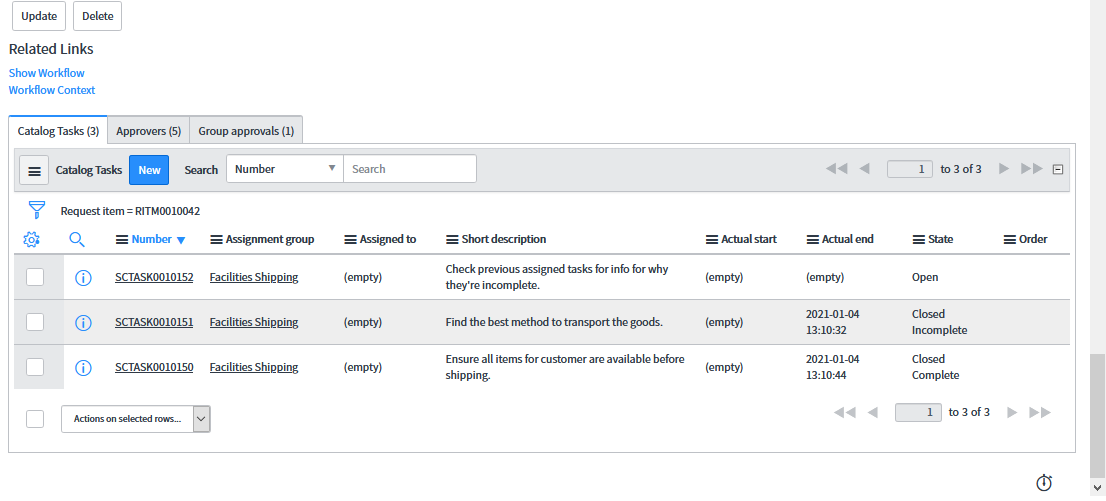 Update Delete
Related Links
Show Workflow
Workflow Context
Catalog Tasks (3) Approvers (5) Group approvals (1)
Catalog Tasks New Search Number Search 1 to 3 of 3
Request item = RITM0010042
Number Assignment group Assigned to Short description Actual start Actual end State Order
SCTASK0010152 Facilities Shipping (empty) Check previous assigned tasks for info for why (empty) (empty) Open
they're incomplete.
SCTASK0010151 Facilities Shipping (empty) Find the best method to transport the goods. (empty) 2021-01-04 Closed
13:10:32 Incomplete
SCTASK0010150 Facilities Shipping (empty) Ensure all items for customer are available before (empty) 2021-01-04 Closed
shipping. 13:10:44 Complete
Actions on selected rows... 1 to 3 of 3